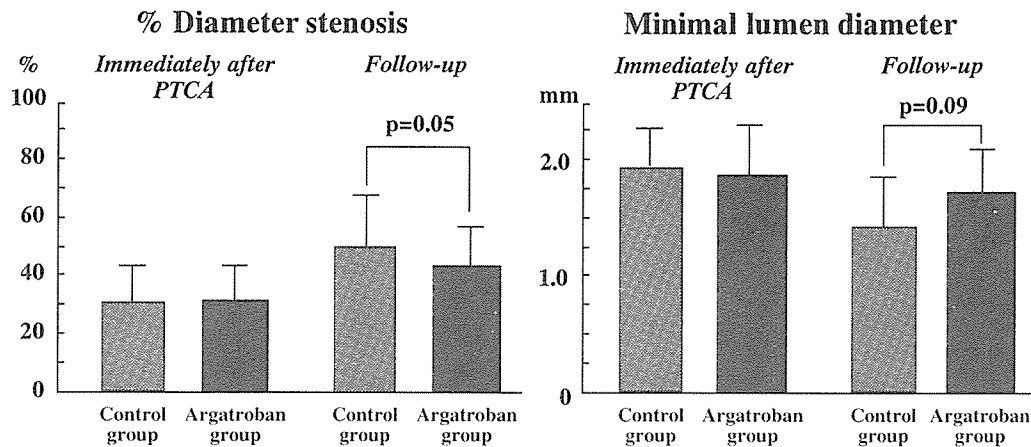 % Diameter stenosis
%
Immediately after
PTCA
Follow-up
100
80
60
40
20
0
p=0.05
Control
group
Argatroban
group
Control
group
Argatroban
group
Minimal lumen diameter
mm
Immediately after
PTCA
Follow-up
2.0
1.0
0
p=0.09
Control
group
Argatroban
group
Control
group
Argatroban
group